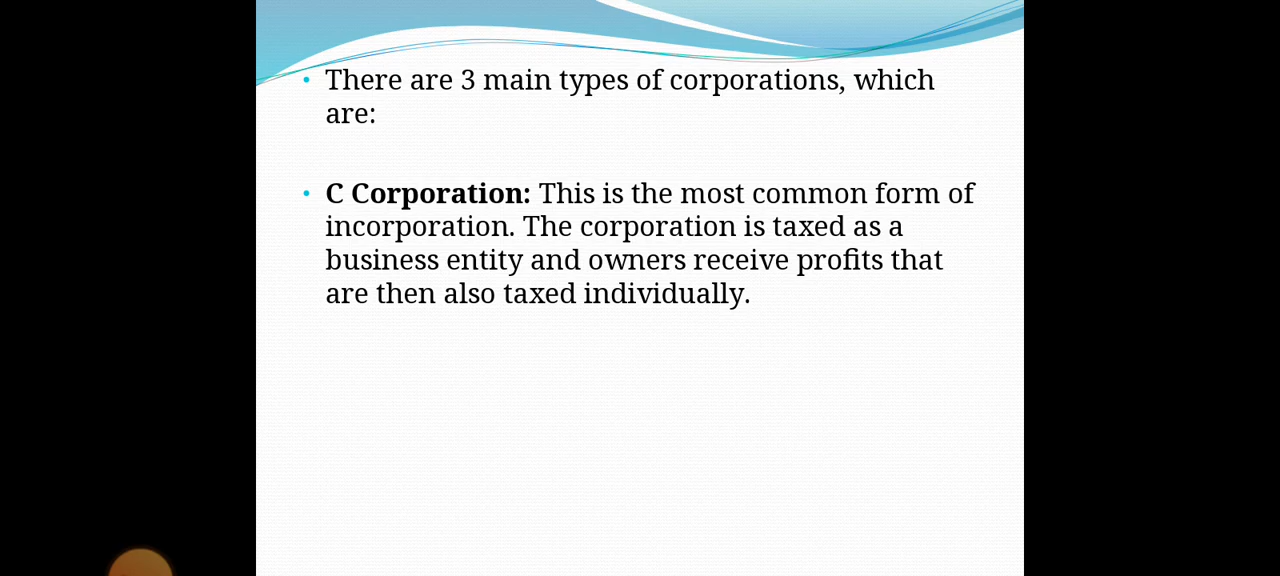 • There are 3 main types of corporations, which
are:
• C Corporation: This is the most common form of
incorporation. The corporation is taxed as a
business entity and owners receive profits that
are then also taxed individually.